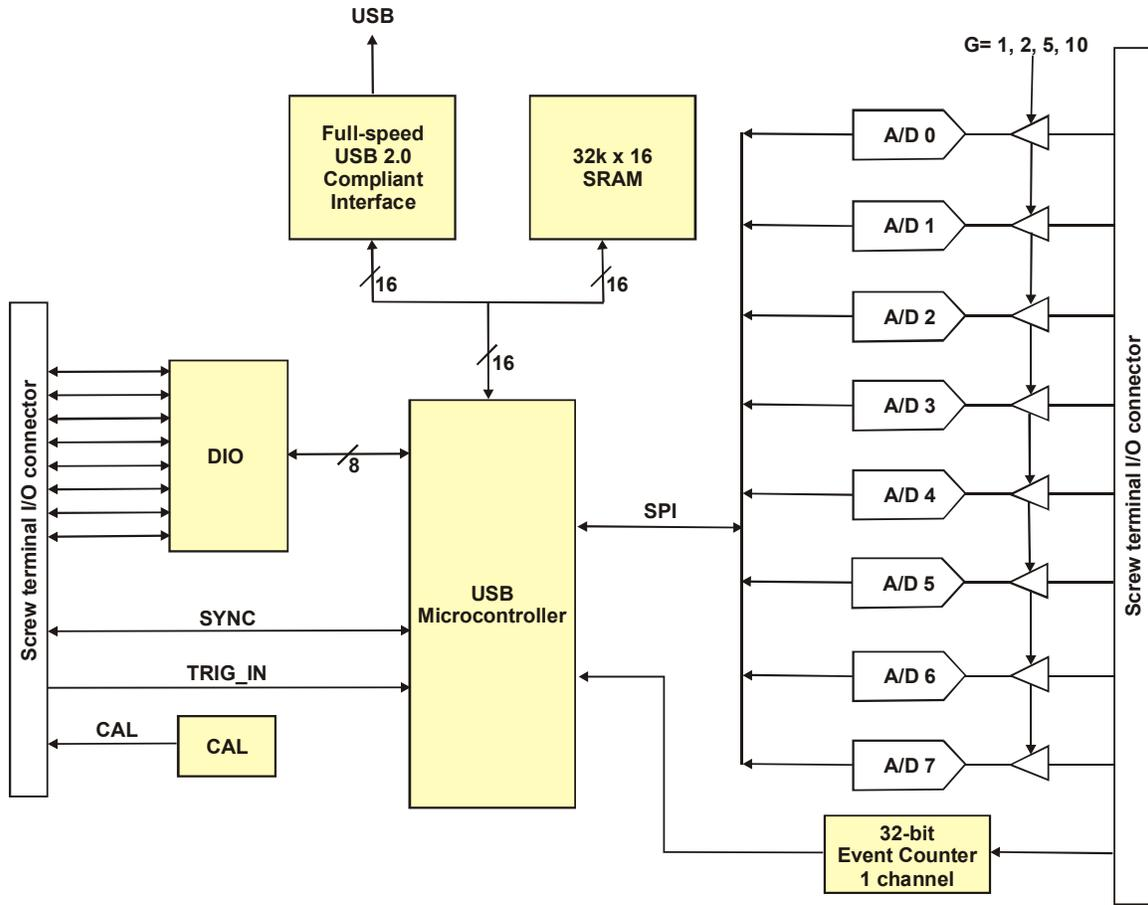 USB
G= 1, 2, 5, 10
Full-speed
USB 2.0
Compliant
Interface
32k x 16
SRAM
A/D 0
A/D 1
16
16
A/D 2
16
A/D 3
Screw terminal I/O connector
DIO
8
A/D 4
SPI
Screw terminal I/O connector
A/D 5
USB
Microcontroller
SYNC
TRIG_IN
A/D 6
CAL
CAL
A/D 7
32-bit
Event Counter
1 channel